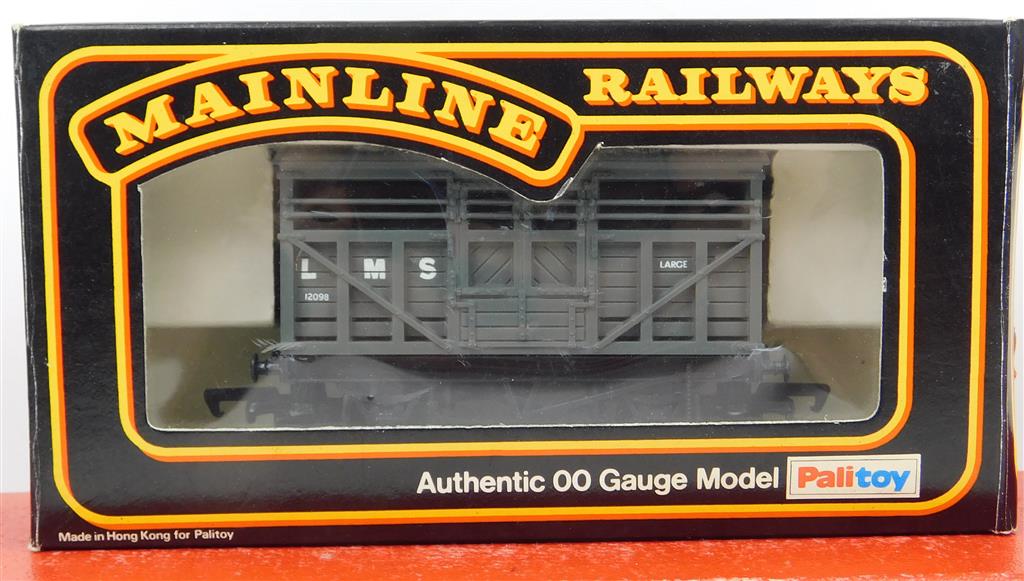 MAINLINE
RAILWAYS
L M S
LARGE
12098
Authentic 00 Gauge Model
Palitoy
Made in Hong Kong for Palitoy